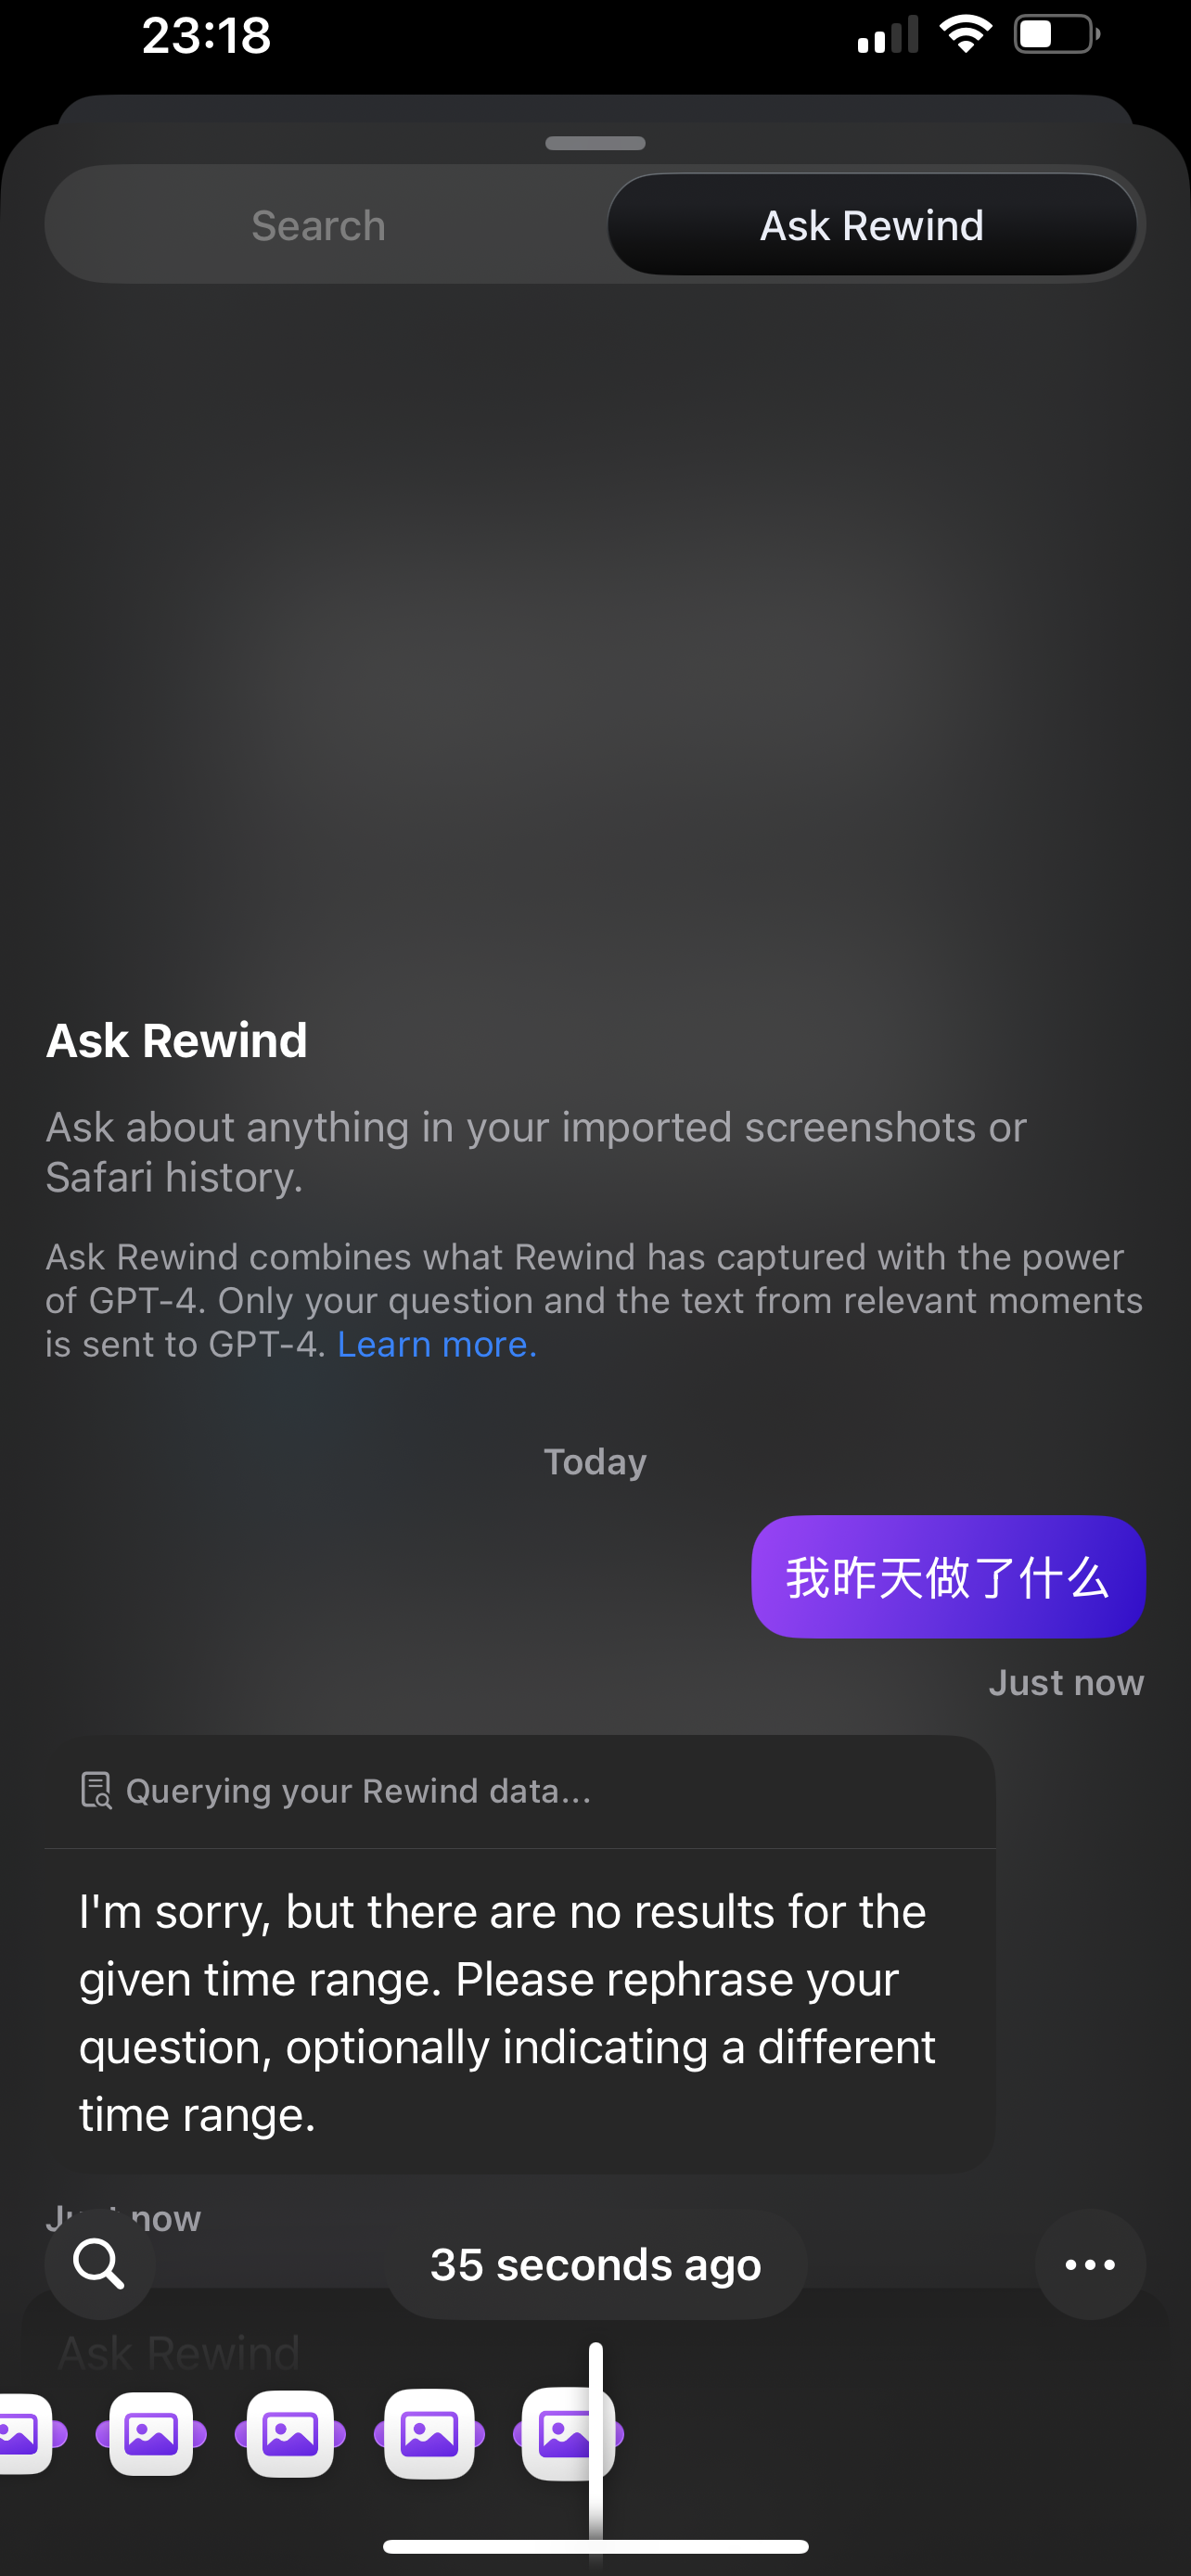 23:18
Search
Ask Rewind
Ask Rewind
Ask about anything in your imported screenshots or
Safari history.
Ask Rewind combines what Rewind has captured with the power
of GPT-4. Only your question and the text from relevant moments
is sent to GPT-4. Learn more.
Today
我昨天做了什么
Just now
Querying your Rewind data...
I'm sorry, but there are no results for the
given time range. Please rephrase your
question, optionally indicating a different
time range.
Just now
35 seconds ago
Ask Rewind